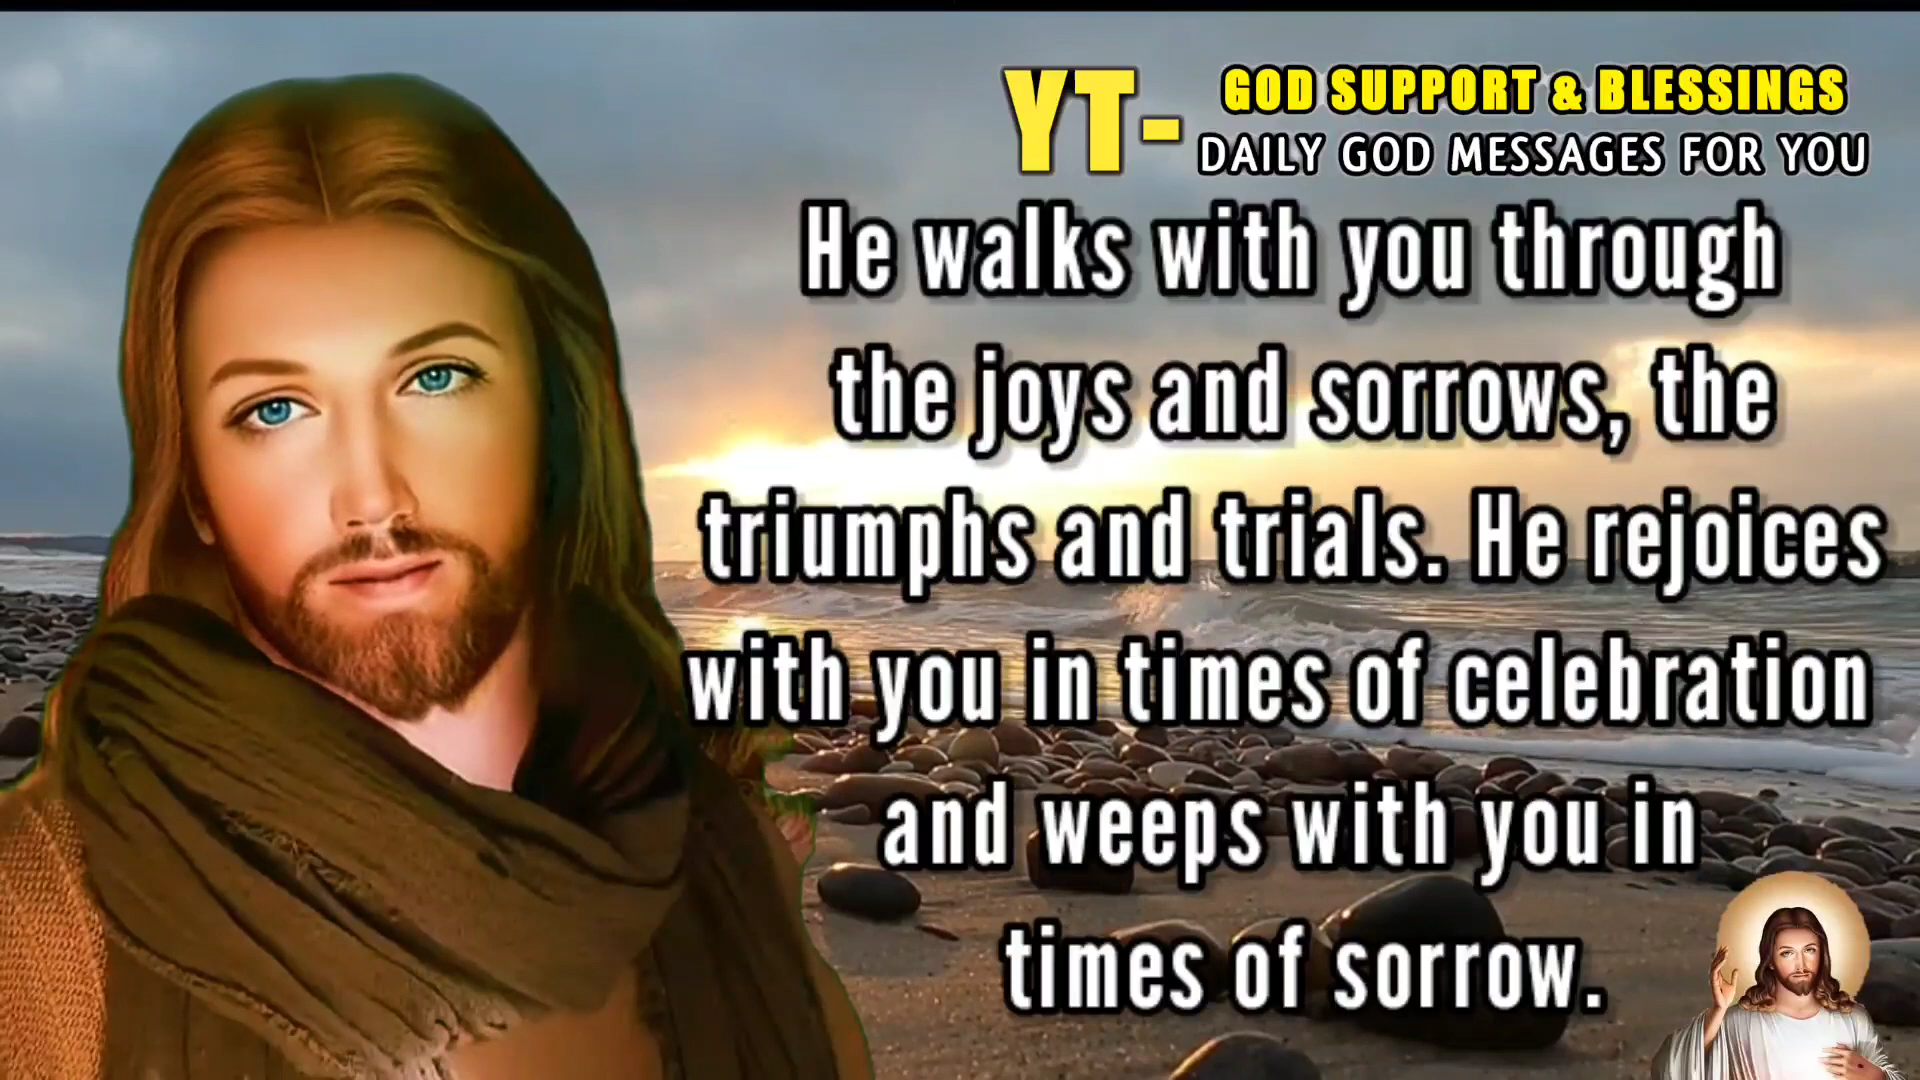 YT- GOD SUPPORT & BLESSINGS
DAILY GOD MESSAGES FOR YOU
He walks with you through
the joys and sorrows, the
triumphs and trials. He rejoices
with you in times of celebration
and weeps with you in
times of sorrow.